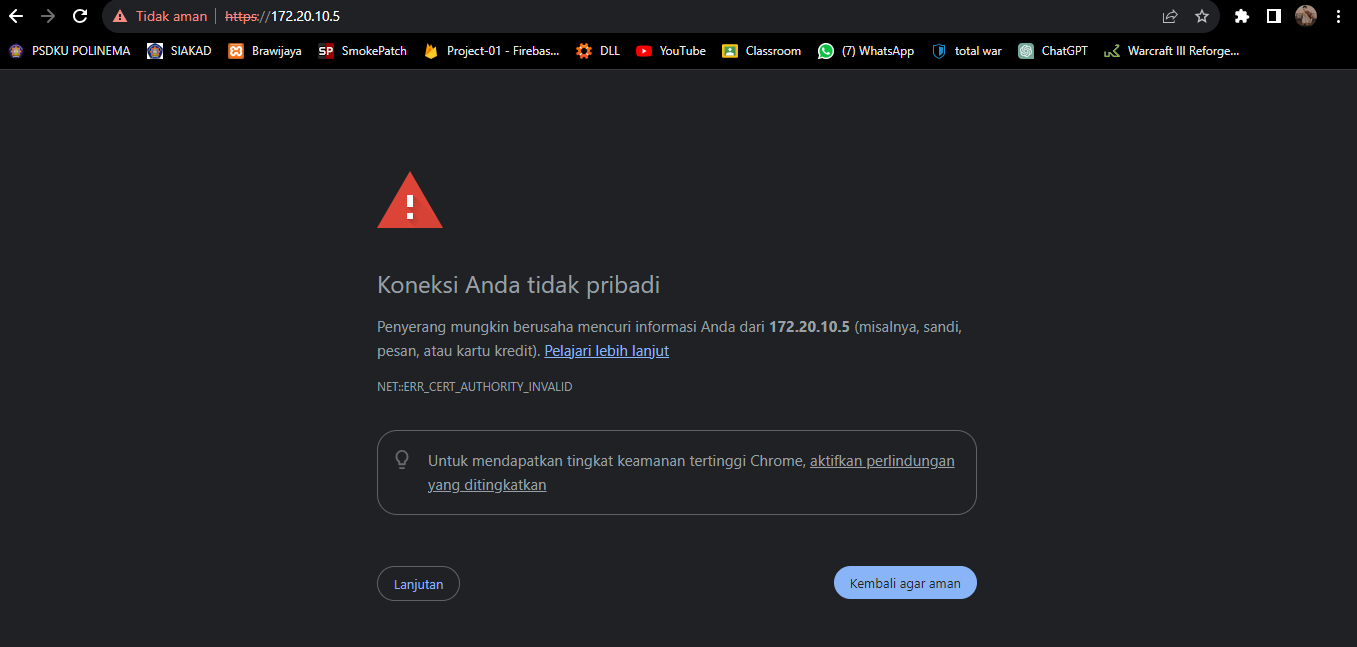 Tidak aman https://172.20.10.5
PSDKU POLINEMA SIAKAD Brawijaya SP SmokePatch Project-01 - Firebas... DLL YouTube Classroom (7) WhatsApp total war ChatGPT Warcraft III Reforge...
Koneksi Anda tidak pribadi
Penyerang mungkin berusaha mencuri informasi Anda dari 172.20.10.5 (misalnya, sandi,
pesan, atau kartu kredit). Pelajari lebih lanjut
NET::ERR_CERT_AUTHORITY_INVALID
Untuk mendapatkan tingkat keamanan tertinggi Chrome, aktifkan perlindungan
yang ditingkatkan
Lanjutan Kembali agar aman